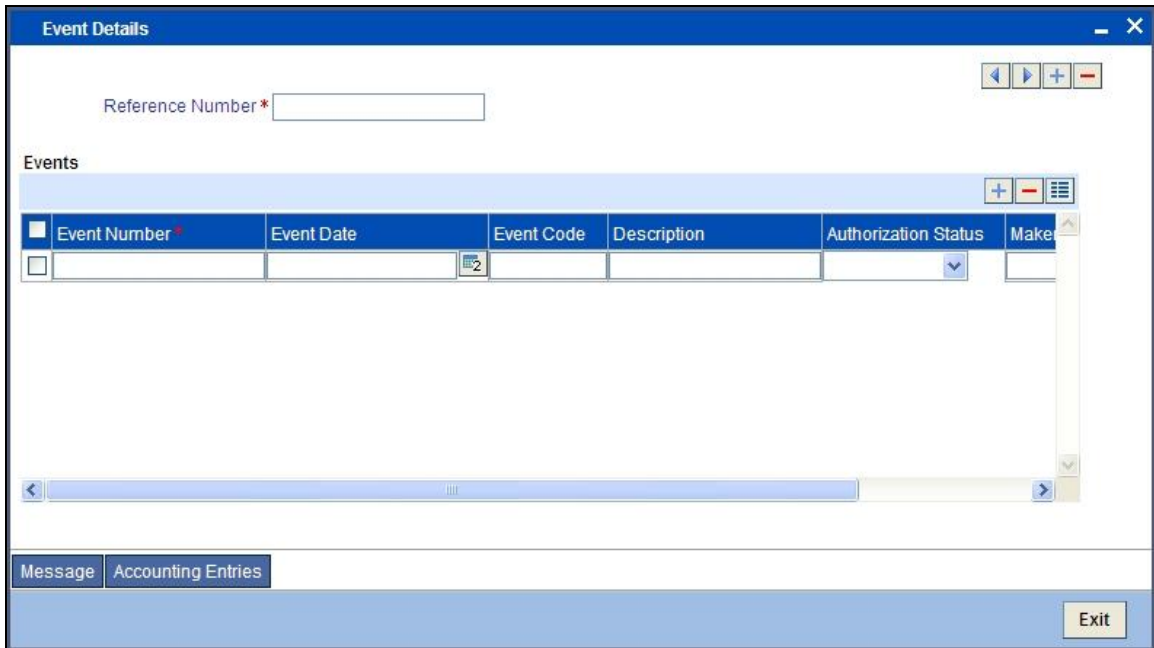 Event Details
Reference Number *
Events
Event Number * Event Date Event Code Description Authorization Status Maker
2
Message Accounting Entries
Exit